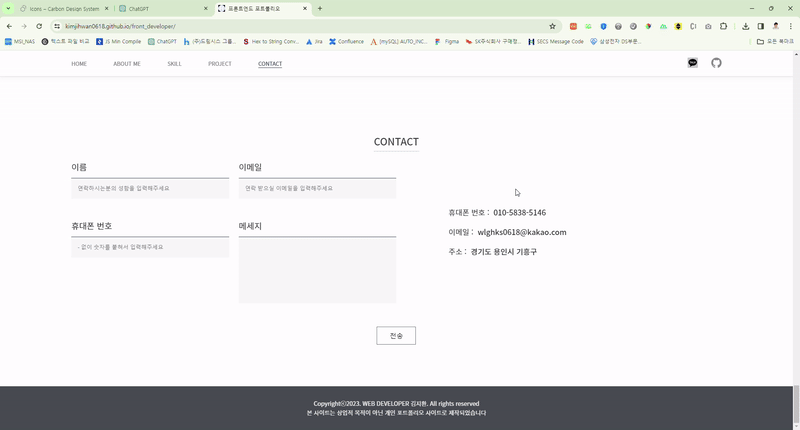 icons – Carbon Design System
ChatGPT
프론트엔드 포트폴리오
kimjihwan0618.github.io/front_developer/
MSI_NAS
텍스트 파일 비교
JS Min Compile
ChatGPT
(주)드림시스 그룹...
Hex to String Conv...
Jira
Confluence
[mySQL] AUTO_INC...
Figma
SK주식회사 구매정...
SECS Message Code
삼성전자 DS부문...
모든 북마크
HOME
ABOUT ME
SKILL
PROJECT
CONTACT
CONTACT
이름
이메일
연락하시는분의 성함을 입력해주세요
연락 받으실 이메일을 입력해주세요
휴대폰 번호
메세지
- 없이 숫자를 붙혀서 입력해주세요
휴대폰 번호 : 010-5838-5146
이메일 : wlghks0618@kakao.com
주소 : 경기도 용인시 기흥구
전송
Copyrightⓒ2023. WEB DEVELOPER 김지환. All rights reserved
본 사이트는 상업적 목적이 아닌 개인 포트폴리오 사이트로 제작되었습니다